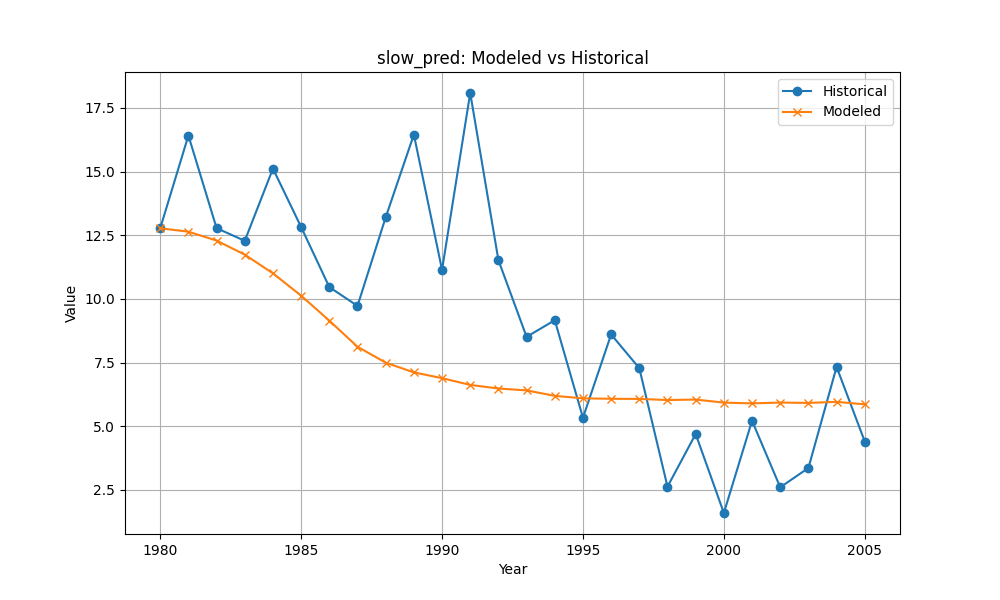 slow_pred: Modeled vs Historical
Historical
Modeled
17.5
15.0
12.5
10.0
7.5
5.0
2.5
Value
1980 1985 1990 1995 2000 2005
Year